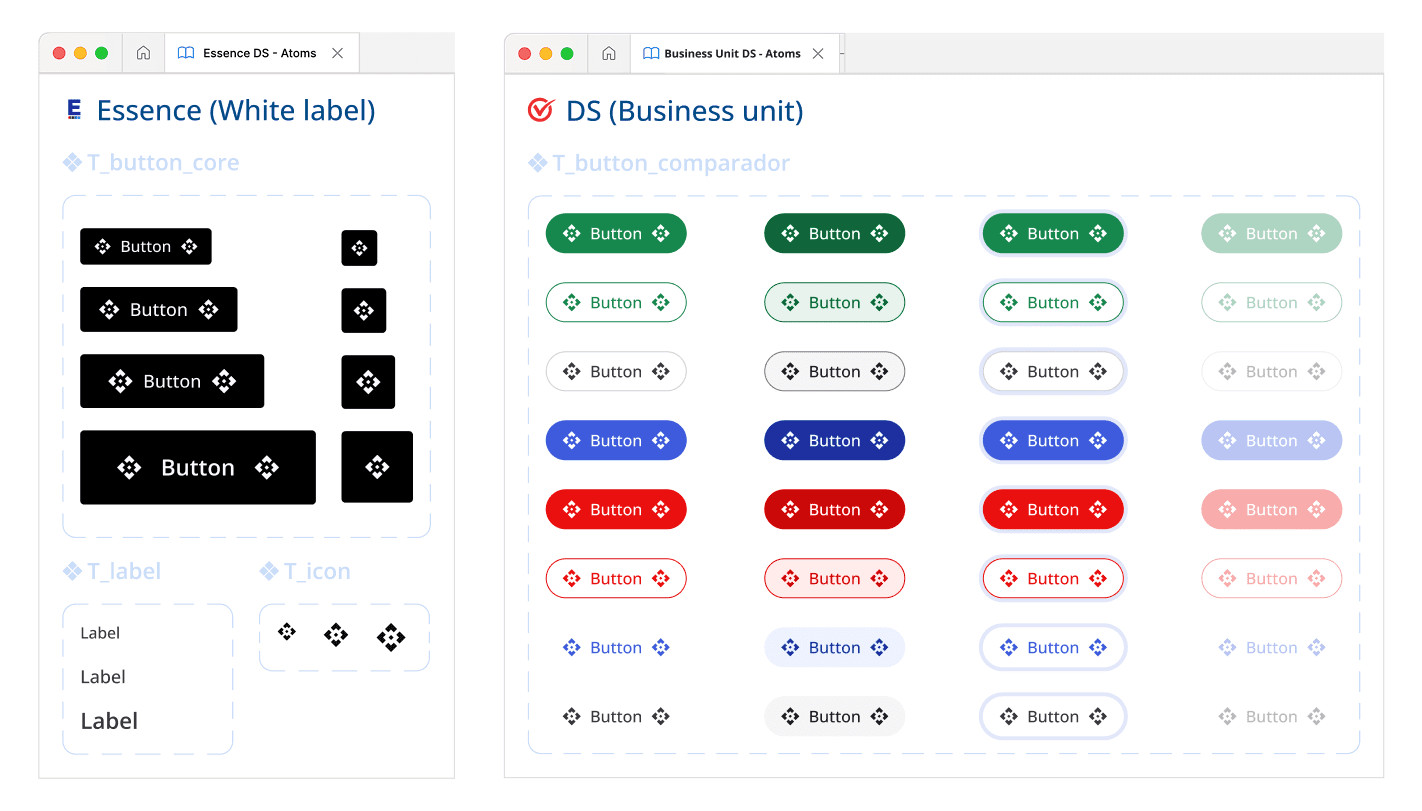 Essence DS - Atoms
Essence (White label)
T_button_core
Button
Button
Button
Button
T_label
T_icon
Label
Label
Label
Business Unit DS - Atoms
DS (Business unit)
T_button_comparador
Button Button Button Button
Button Button Button Button
Button Button Button Button
Button Button Button Button
Button Button Button Button
Button Button Button Button
Button Button Button Button
Button Button Button Button